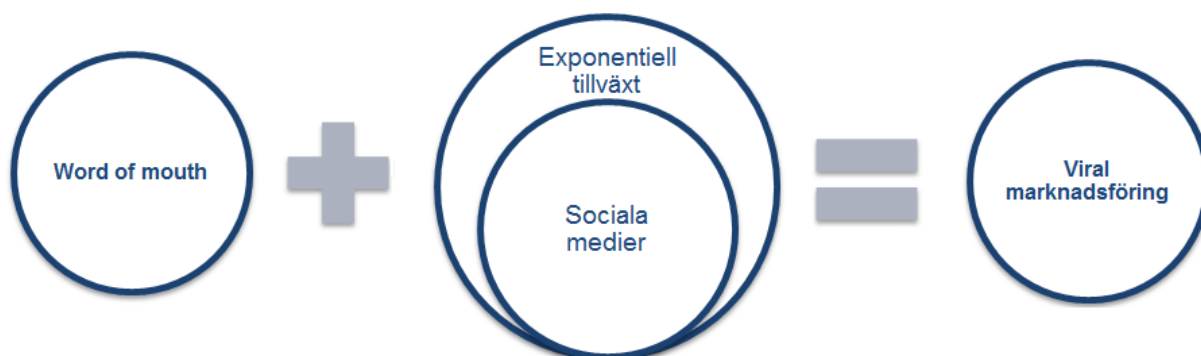 Word of mouth
Exponentiell
tillväxt
Sociala
medier
Viral
marknadsföring